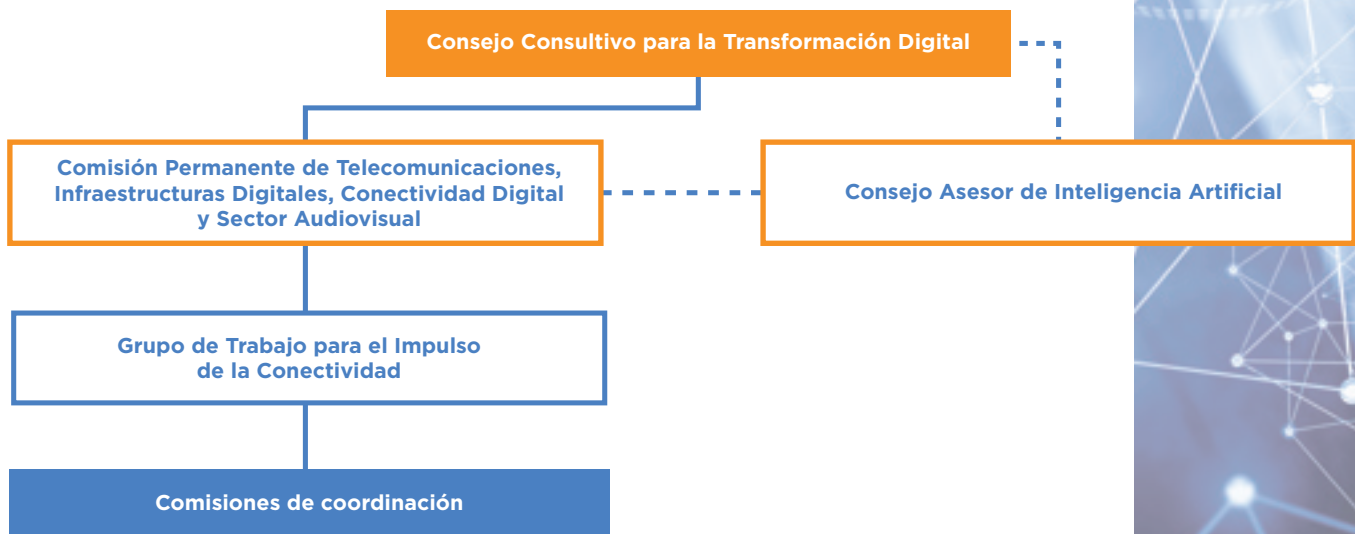 Consejo Consultivo para la Transformación Digital
Comisión Permanente de Telecomunicaciones,
Infraestructuras Digitales, Conectividad Digital
y Sector Audiovisual
Consejo Asesor de Inteligencia Artificial
Grupo de Trabajo para el Impulso
de la Conectividad
Comisiones de coordinación